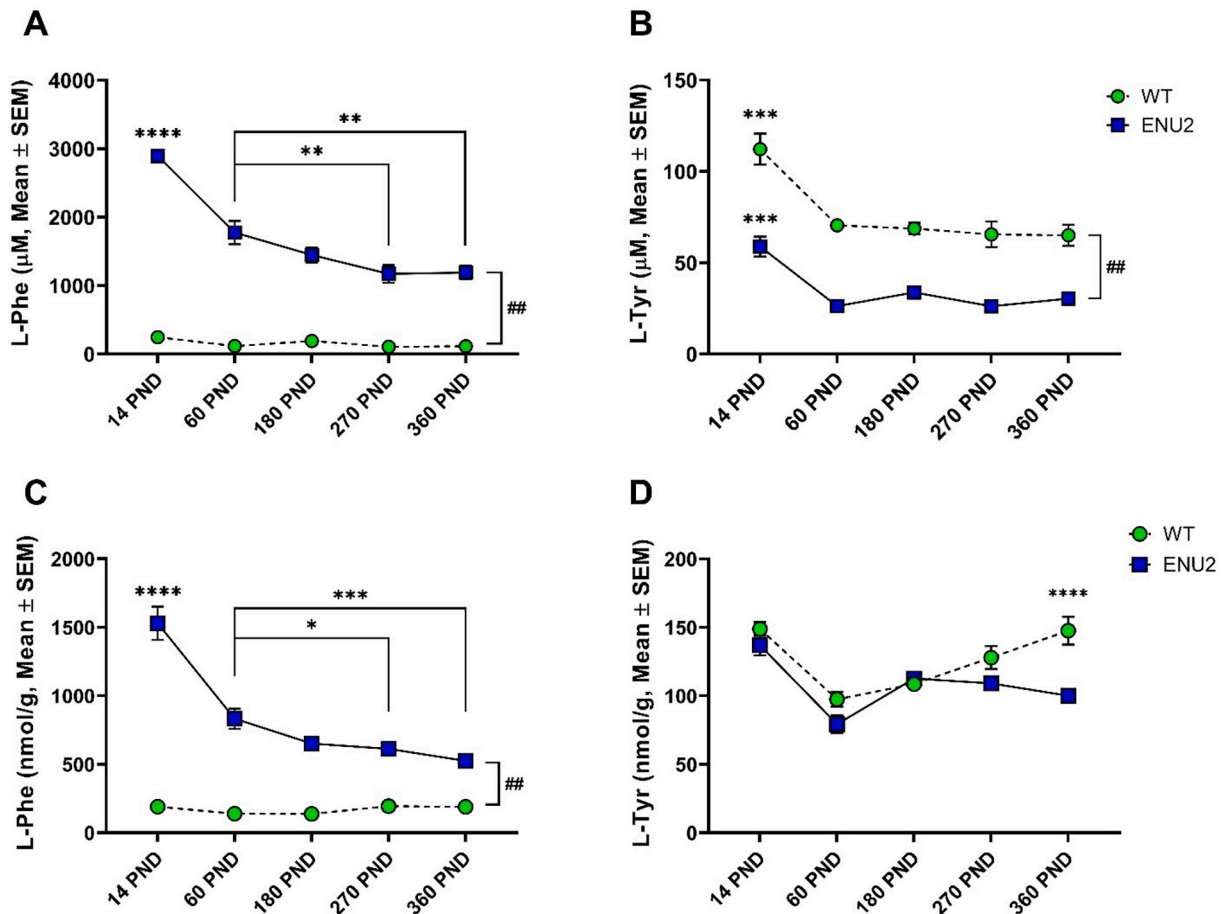 A
L-Phe (μM, Mean ± SEM)
4000
3000
2000
1000
0
****
**
**
##
14 PND
60 PND
180 PND
270 PND
360 PND
B
L-Tyr (μM, Mean ± SEM)
150
100
50
0
***
***
##
14 PND
60 PND
180 PND
270 PND
360 PND
WT
ENU2
C
L-Phe (nmol/g, Mean ± SEM)
2000
1500
1000
500
0
****
***
*
##
14 PND
60 PND
180 PND
270 PND
360 PND
D
L-Tyr (nmol/g, Mean ± SEM)
200
150
100
50
0
****
14 PND
60 PND
180 PND
270 PND
360 PND
WT
ENU2